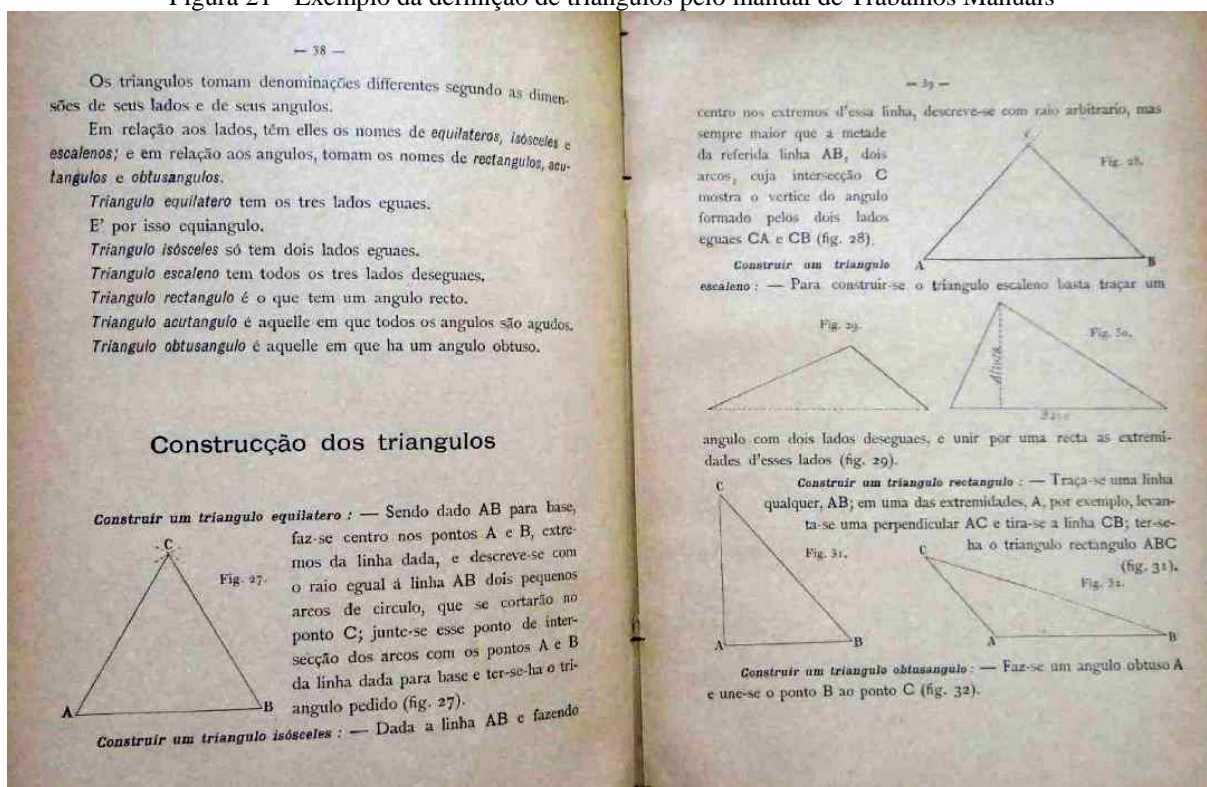 Figura 21 - Exemplo da definição de triângulos pelo manual de Trabalhos Manuais
— 38 —
Os triangulos tomam denominações differentes segundo as dimen-
sões de seus lados e de seus angulos.
Em relação aos lados, têm elles os nomes de equilateros, isósceles e
escalenos; e em relação aos angulos, tomam os nomes de rectangulos, acu-
tangulos e obtusangulos.
Triangulo equilatero tem os tres lados eguaes.
E' por isso equiangulo.
Triangulo isósceles só tem dois lados eguaes.
Triangulo escaleno tem todos os tres lados deseguaes.
Triangulo rectangulo é o que tem um angulo recto.
Triangulo acutangulo é aquelle em que todos os angulos são agudos.
Triangulo obtusangulo é aquelle em que ha um angulo obtuso.
Construcção dos triangulos
Construir um triangulo equilatero : — Sendo dado AB para base,
faz-se centro nos pontos A e B, extre-
mos da linha dada, e descreve-se com
o raio egual á linha AB dois pequenos
arcos de circulo, que se cortarão no
ponto C; junte-se esse ponto de inter-
secção dos arcos com os pontos A e B
da linha dada para base e ter-se-ha o tri-
angulo pedido (fig. 27).
C
Fig. 27.
A
B
Construir um triangulo isósceles : — Dada a linha AB e fazendo
— 39 —
centro nos extremos d'essa linha, descreve-se com raio arbitrario, mas
sempre maior que a metade
da referida linha AB, dois
arcos, cuja intersecção C
mostra o vertice do angulo
formado pelos dois lados
eguaes CA e CB (fig. 28).
C
Fig. 28.
A
B
Construir um triangulo
escaleno : — Para construir-se o triangulo escaleno basta traçar um
Fig. 29.
Fig. 30.
Altura
Base
angulo com dois lados deseguaes, e unir por uma recta as extremi-
dades d'esses lados (fig. 29).
Construir um triangulo rectangulo : — Traça-se uma linha
qualquer, AB; em uma das extremidades, A, por exemplo, levan-
ta-se uma perpendicular AC e tira-se a linha CB; ter-se-
ha o triangulo rectangulo ABC
(fig. 31).
C
Fig. 31.
A
B
C
Fig. 32.
A
B
Construir um triangulo obtusangulo : — Faz-se um angulo obtuso A
e une-se o ponto B ao ponto C (fig. 32).